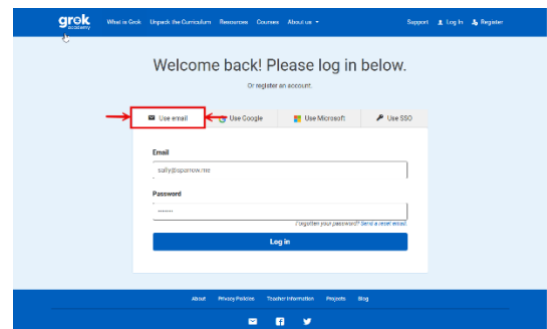 grok
academy
What is Grok Unpack the Curriculum Resources Courses About us Support Log In Register
Welcome back! Please log in below.
Or register an account.
Use email Use Google Use Microsoft Use SSO
Email
sally@sparrow.me
Password
Forgotten your password? Send a reset email.
Log in
About Privacy Policies Teacher Information Projects Blog